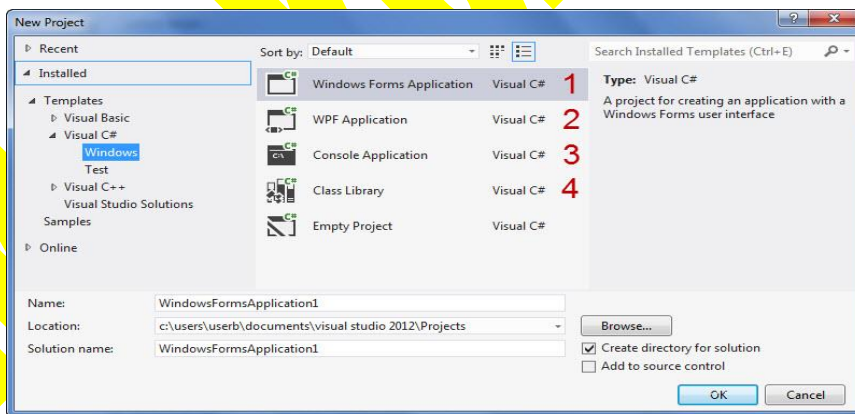 New Project
? X
Recent
Installed
Templates
Visual Basic
Visual C#
Windows
Test
Visual C++
Visual Studio Solutions
Samples
Online
Sort by: Default
Search Installed Templates (Ctrl+E)
C# Windows Forms Application Visual C# 1
C# WPF Application Visual C# 2
C# C:\ Console Application Visual C# 3
C# Class Library Visual C# 4
C# Empty Project Visual C#
Type: Visual C#
A project for creating an application with a
Windows Forms user interface
Name: WindowsFormsApplication1
Location: c:\users\userb\documents\visual studio 2012\Projects
Browse...
Solution name: WindowsFormsApplication1
Create directory for solution
Add to source control
OK Cancel